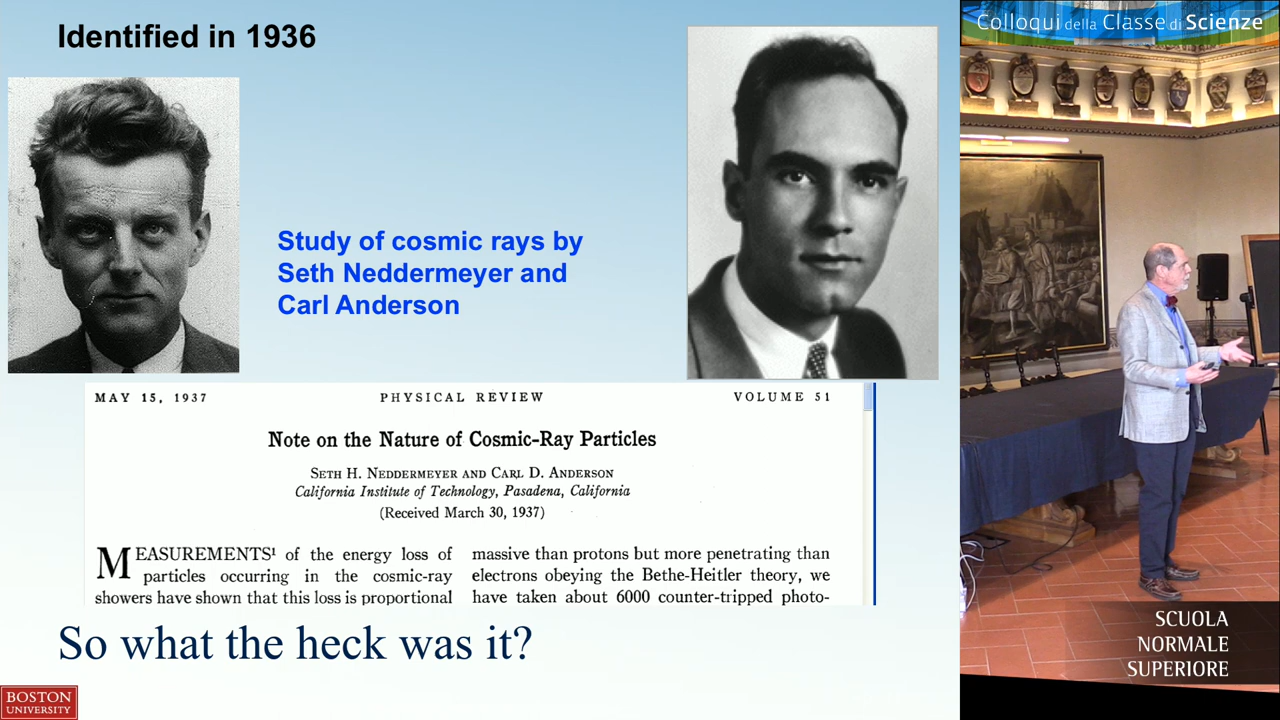 Identified in 1936
Study of cosmic rays by
Seth Neddermeyer and
Carl Anderson
MAY 15, 1937 PHYSICAL REVIEW VOLUME 51
Note on the Nature of Cosmic-Ray Particles
SETH H. NEDDERMEYER AND CARL D. ANDERSON
California Institute of Technology, Pasadena, California
(Received March 30, 1937)
MEASUREMENTS¹ of the energy loss of
particles occurring in the cosmic-ray
showers have shown that this loss is proportional
massive than protons but more penetrating than
electrons obeying the Bethe-Heitler theory, we
have taken about 6000 counter-tripped photo-
So what the heck was it?
BOSTON
UNIVERSITY
Colloqui della Classe di Scienze
SCUOLA
NORMALE
SUPERIORE